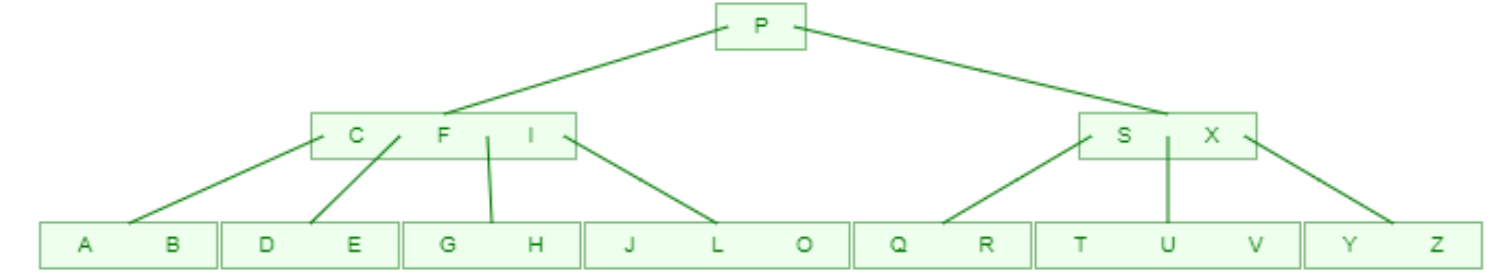 P
C F I
S X
A B
D E
G H
J L O
Q R
T U V
Y Z